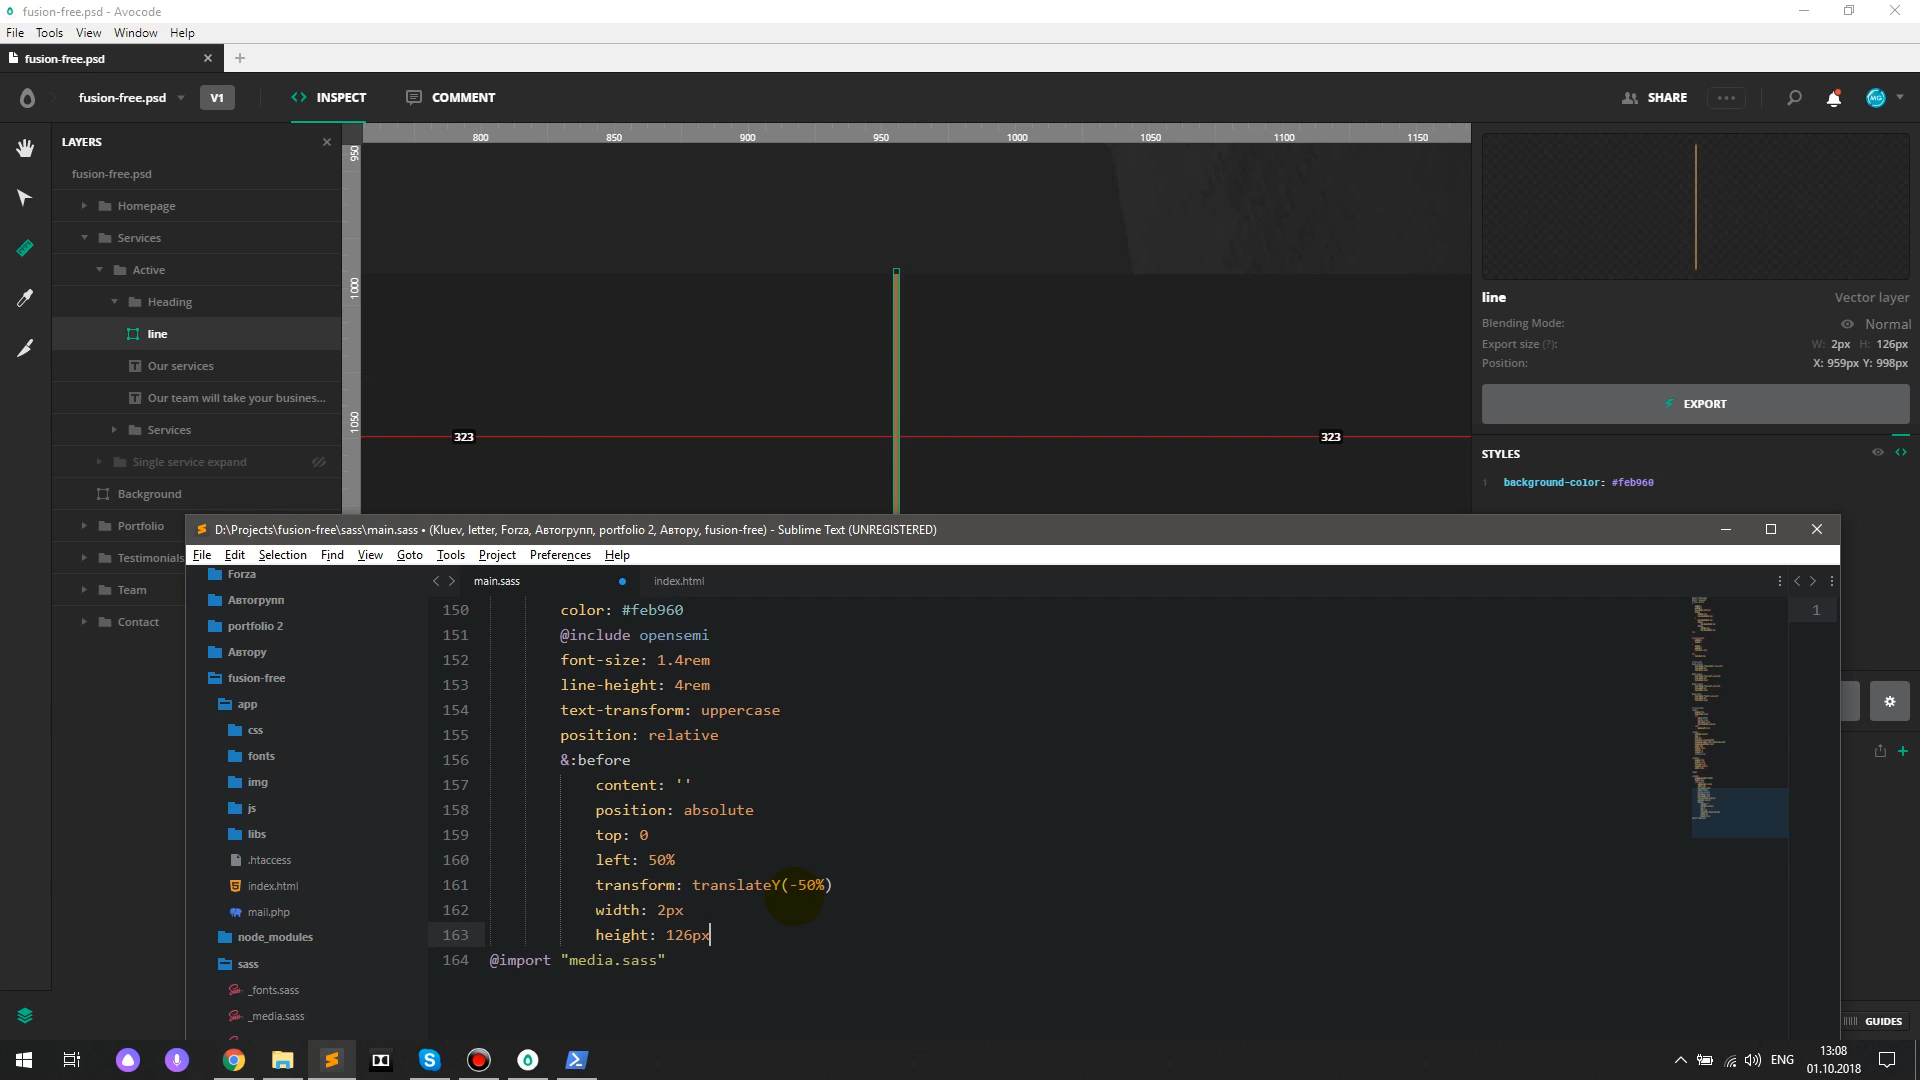 fusion-free.psd - Avocode
File Tools View Window Help
fusion-free.psd
fusion-free.psd V1 INSPECT COMMENT SHARE MG
LAYERS
fusion-free.psd
Homepage
Services
Active
Heading
line
Our services
Our team will take your busines...
Services
Single service expand
Background
Portfolio
Testimonials
Team
Contact
800 850 900 950 1000 1050 1100 1150
950
1000
1050
323 323
line Vector layer
Blending Mode: Normal
Export size (?): W: 2px H: 126px
Position: X: 959px Y: 998px
EXPORT
STYLES
1 background-color: #feb960
GUIDES
D:\Projects\fusion-free\sass\main.sass • (Kluev, letter, Forza, Автогрупп, portfolio 2, Автору, fusion-free) - Sublime Text (UNREGISTERED)
File Edit Selection Find View Goto Tools Project Preferences Help
Forza
Автогрупп
portfolio 2
Автору
fusion-free
app
css
fonts
img
js
libs
.htaccess
index.html
mail.php
node_modules
sass
_fonts.sass
_media.sass
main.sass index.html
150 color: #feb960
151 @include opensemi
152 font-size: 1.4rem
153 line-height: 4rem
154 text-transform: uppercase
155 position: relative
156 &:before
157 content: ''
158 position: absolute
159 top: 0
160 left: 50%
161 transform: translateY(-50%)
162 width: 2px
163 height: 126px
164 @import "media.sass"
1
ENG 13:08
01.10.2018